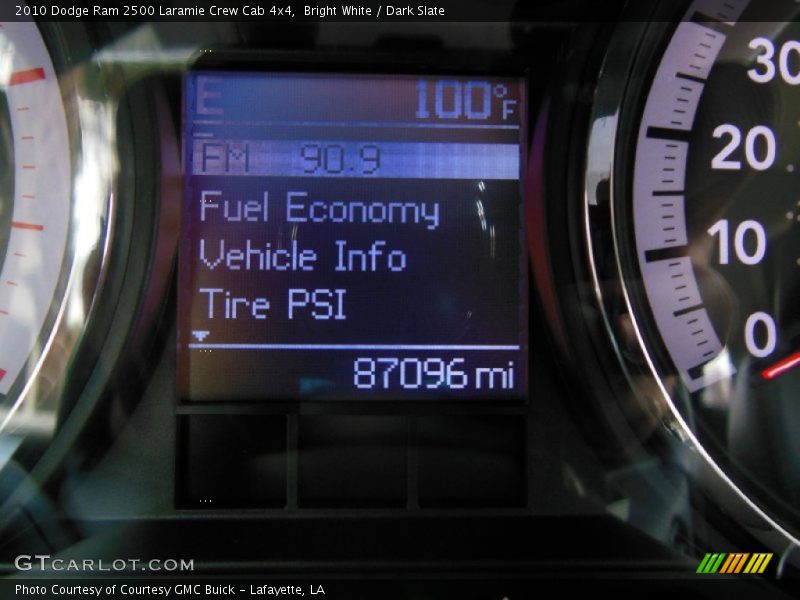 2010 Dodge Ram 2500 Laramie Crew Cab 4x4, Bright White / Dark Slate
E 100°F
FM 90.9
Fuel Economy
Vehicle Info
Tire PSI
87096 mi
30
20
10
0
GTCARLOT.COM
Photo Courtesy of Courtesy GMC Buick - Lafayette, LA